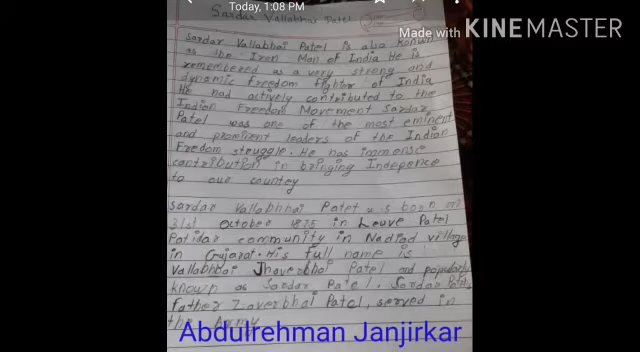 Today, 1:08 PM
Made with KINEMASTER
Sardar Vallabhai Patel
Sardar Vallabhai Patel is also
as the Iron Man of India He is
remembered as a very strong and
dynamic freedom fighter of India
He had actively contributed to the
Indian Freedom Movement Sardar
Patel was one of the most eminent
and prominent leaders of the Indian
Freedom struggle. He has immense
contribution in bringing Indepence
to our country
Sardar Vallabhbhai Patel was born on
31st October 1875 in Leuve Patel
Patidar community in Nadiad village
in Gujarat. His full name is
Vallabhbai Jhaverbhai Patel and popularly
known as Sardar Patel. Sardar Patels
father Zaverbhai Patel, served in
the Army
Abdulrehman Janjirkar